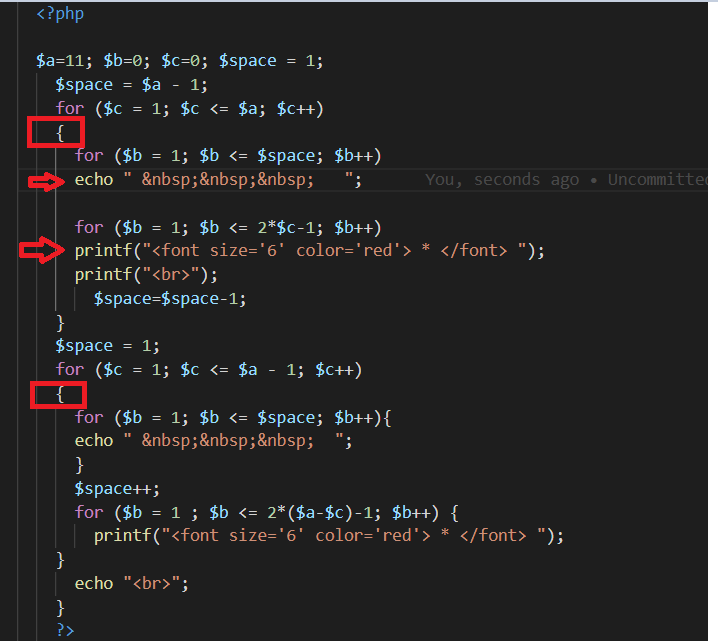 <?php
$a=11; $b=0; $c=0; $space = 1;
$space = $a - 1;
for ($c = 1; $c <= $a; $c++)
{
for ($b = 1; $b <= $space; $b++)
echo " &nbsp;&nbsp;&nbsp;   "; You, seconds ago • Uncommitted
for ($b = 1; $b <= 2*$c-1; $b++)
printf("<font size='6' color='red'> * </font> ");
printf("<br>");
$space=$space-1;
}
$space = 1;
for ($c = 1; $c <= $a - 1; $c++)
{
for ($b = 1; $b <= $space; $b++){
echo " &nbsp;&nbsp;&nbsp;  ";
}
$space++;
for ($b = 1 ; $b <= 2*($a-$c)-1; $b++) {
printf("<font size='6' color='red'> * </font> ");
}
echo "<br>";
}
?>